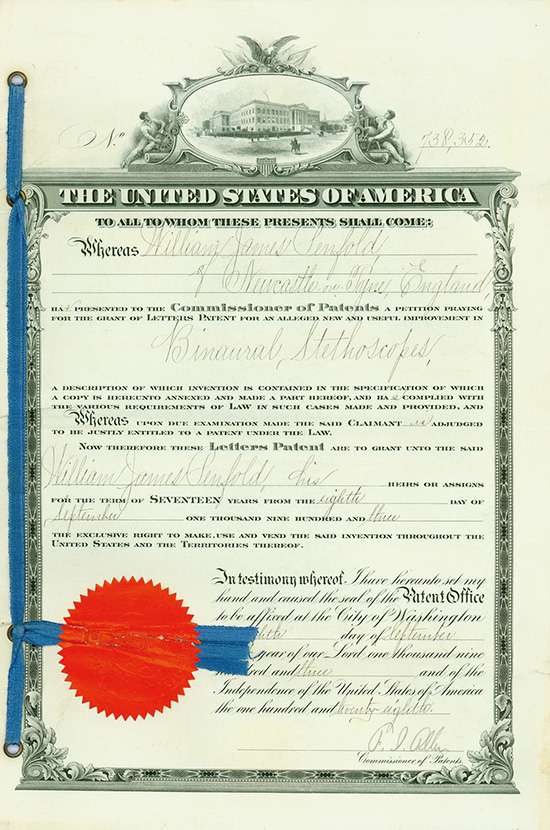 No. 738,352.
THE UNITED STATES OF AMERICA
TO ALL TO WHOM THESE PRESENTS SHALL COME:
Whereas William James Penfold,
of Newcastle on Tyne, England,
HAS PRESENTED TO THE Commissioner of Patents A PETITION PRAYING
FOR THE GRANT OF LETTERS PATENT FOR AN ALLEGED NEW AND USEFUL IMPROVEMENT IN
Binaural Stethoscopes,
A DESCRIPTION OF WHICH INVENTION IS CONTAINED IN THE SPECIFICATION OF WHICH
A COPY IS HEREUNTO ANNEXED AND MADE A PART HEREOF, AND HAS COMPLIED WITH
THE VARIOUS REQUIREMENTS OF LAW IN SUCH CASES MADE AND PROVIDED, AND
Whereas UPON DUE EXAMINATION MADE THE SAID CLAIMANT is ADJUDGED
TO BE JUSTLY ENTITLED TO A PATENT UNDER THE LAW.
NOW THEREFORE THESE Letters Patent ARE TO GRANT UNTO THE SAID
William James Penfold, his HEIRS OR ASSIGNS
FOR THE TERM OF SEVENTEEN YEARS FROM THE eighth DAY OF
September ONE THOUSAND NINE HUNDRED AND three
THE EXCLUSIVE RIGHT TO MAKE, USE AND VEND THE SAID INVENTION THROUGHOUT THE
UNITED STATES AND THE TERRITORIES THEREOF.
In testimony whereof, I have hereunto set my
hand and caused the seal of the Patent Office
to be affixed at the City of Washington
day of September
year of our Lord one thousand nine
and three and of the
Independence of the United States of America
the one hundred and twenty-eighth.
F. I. Allen
Commissioner of Patents.